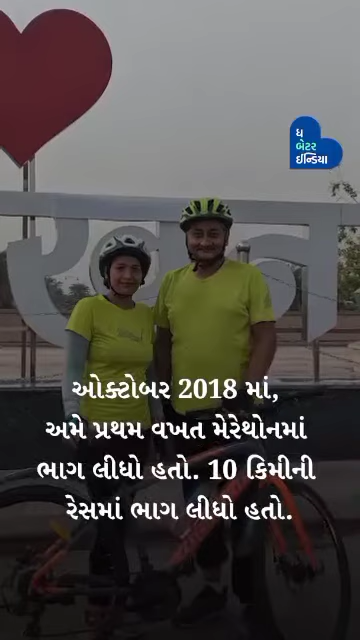 ધ
બેટર
ઈન્ડિયા
ઓક્ટોબર 2018 માં,
અમે પ્રથમ વખત મેરેથોનમાં
ભાગ લીધો હતો. 10 કિમીની
રેસમાં ભાગ લીધો હતો.